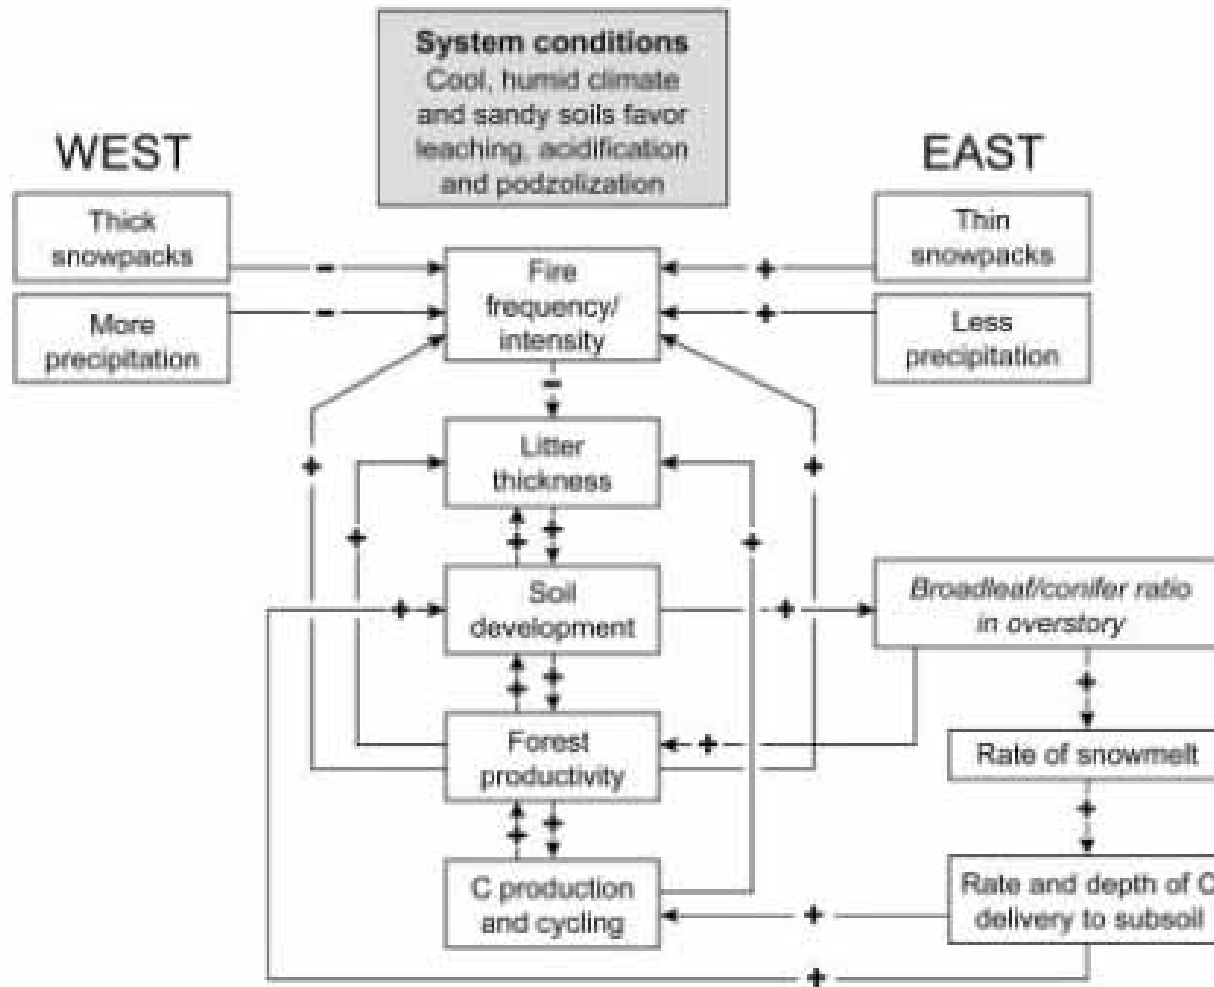 System conditions
Cool, humid climate
and sandy soils favor
leaching, acidification
and podzolization
WEST
EAST
Thick
snowpacks
Thin
snowpacks
-
+
Fire
frequency/
intensity
More
precipitation
Less
precipitation
-
+
-
+
+
Litter
thickness
+
+
+
+
Soil
development
+
+
Broadleaf/conifer ratio
in overstory
+
+
+
Forest
productivity
+
Rate of snowmelt
+
+
+
C production
and cycling
+
Rate and depth of C
delivery to subsoil
+